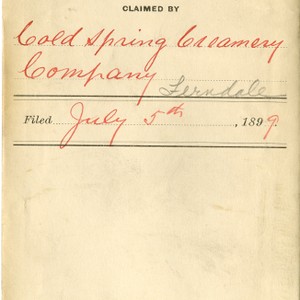 CLAIMED BY
Cold Spring Creamery
Company
Ferndale
Filed July 5th, 1899.